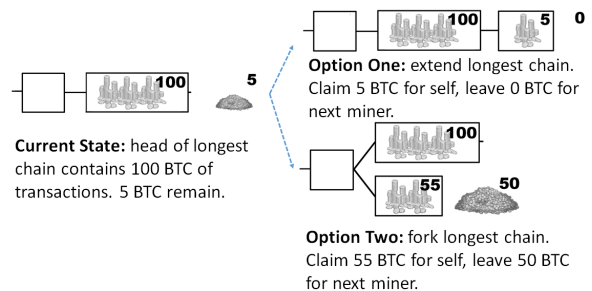 100
5
Current State: head of longest
chain contains 100 BTC of
transactions. 5 BTC remain.
100
5
0
Option One: extend longest chain.
Claim 5 BTC for self, leave 0 BTC for
next miner.
100
55
50
Option Two: fork longest chain.
Claim 55 BTC for self, leave 50 BTC
for next miner.